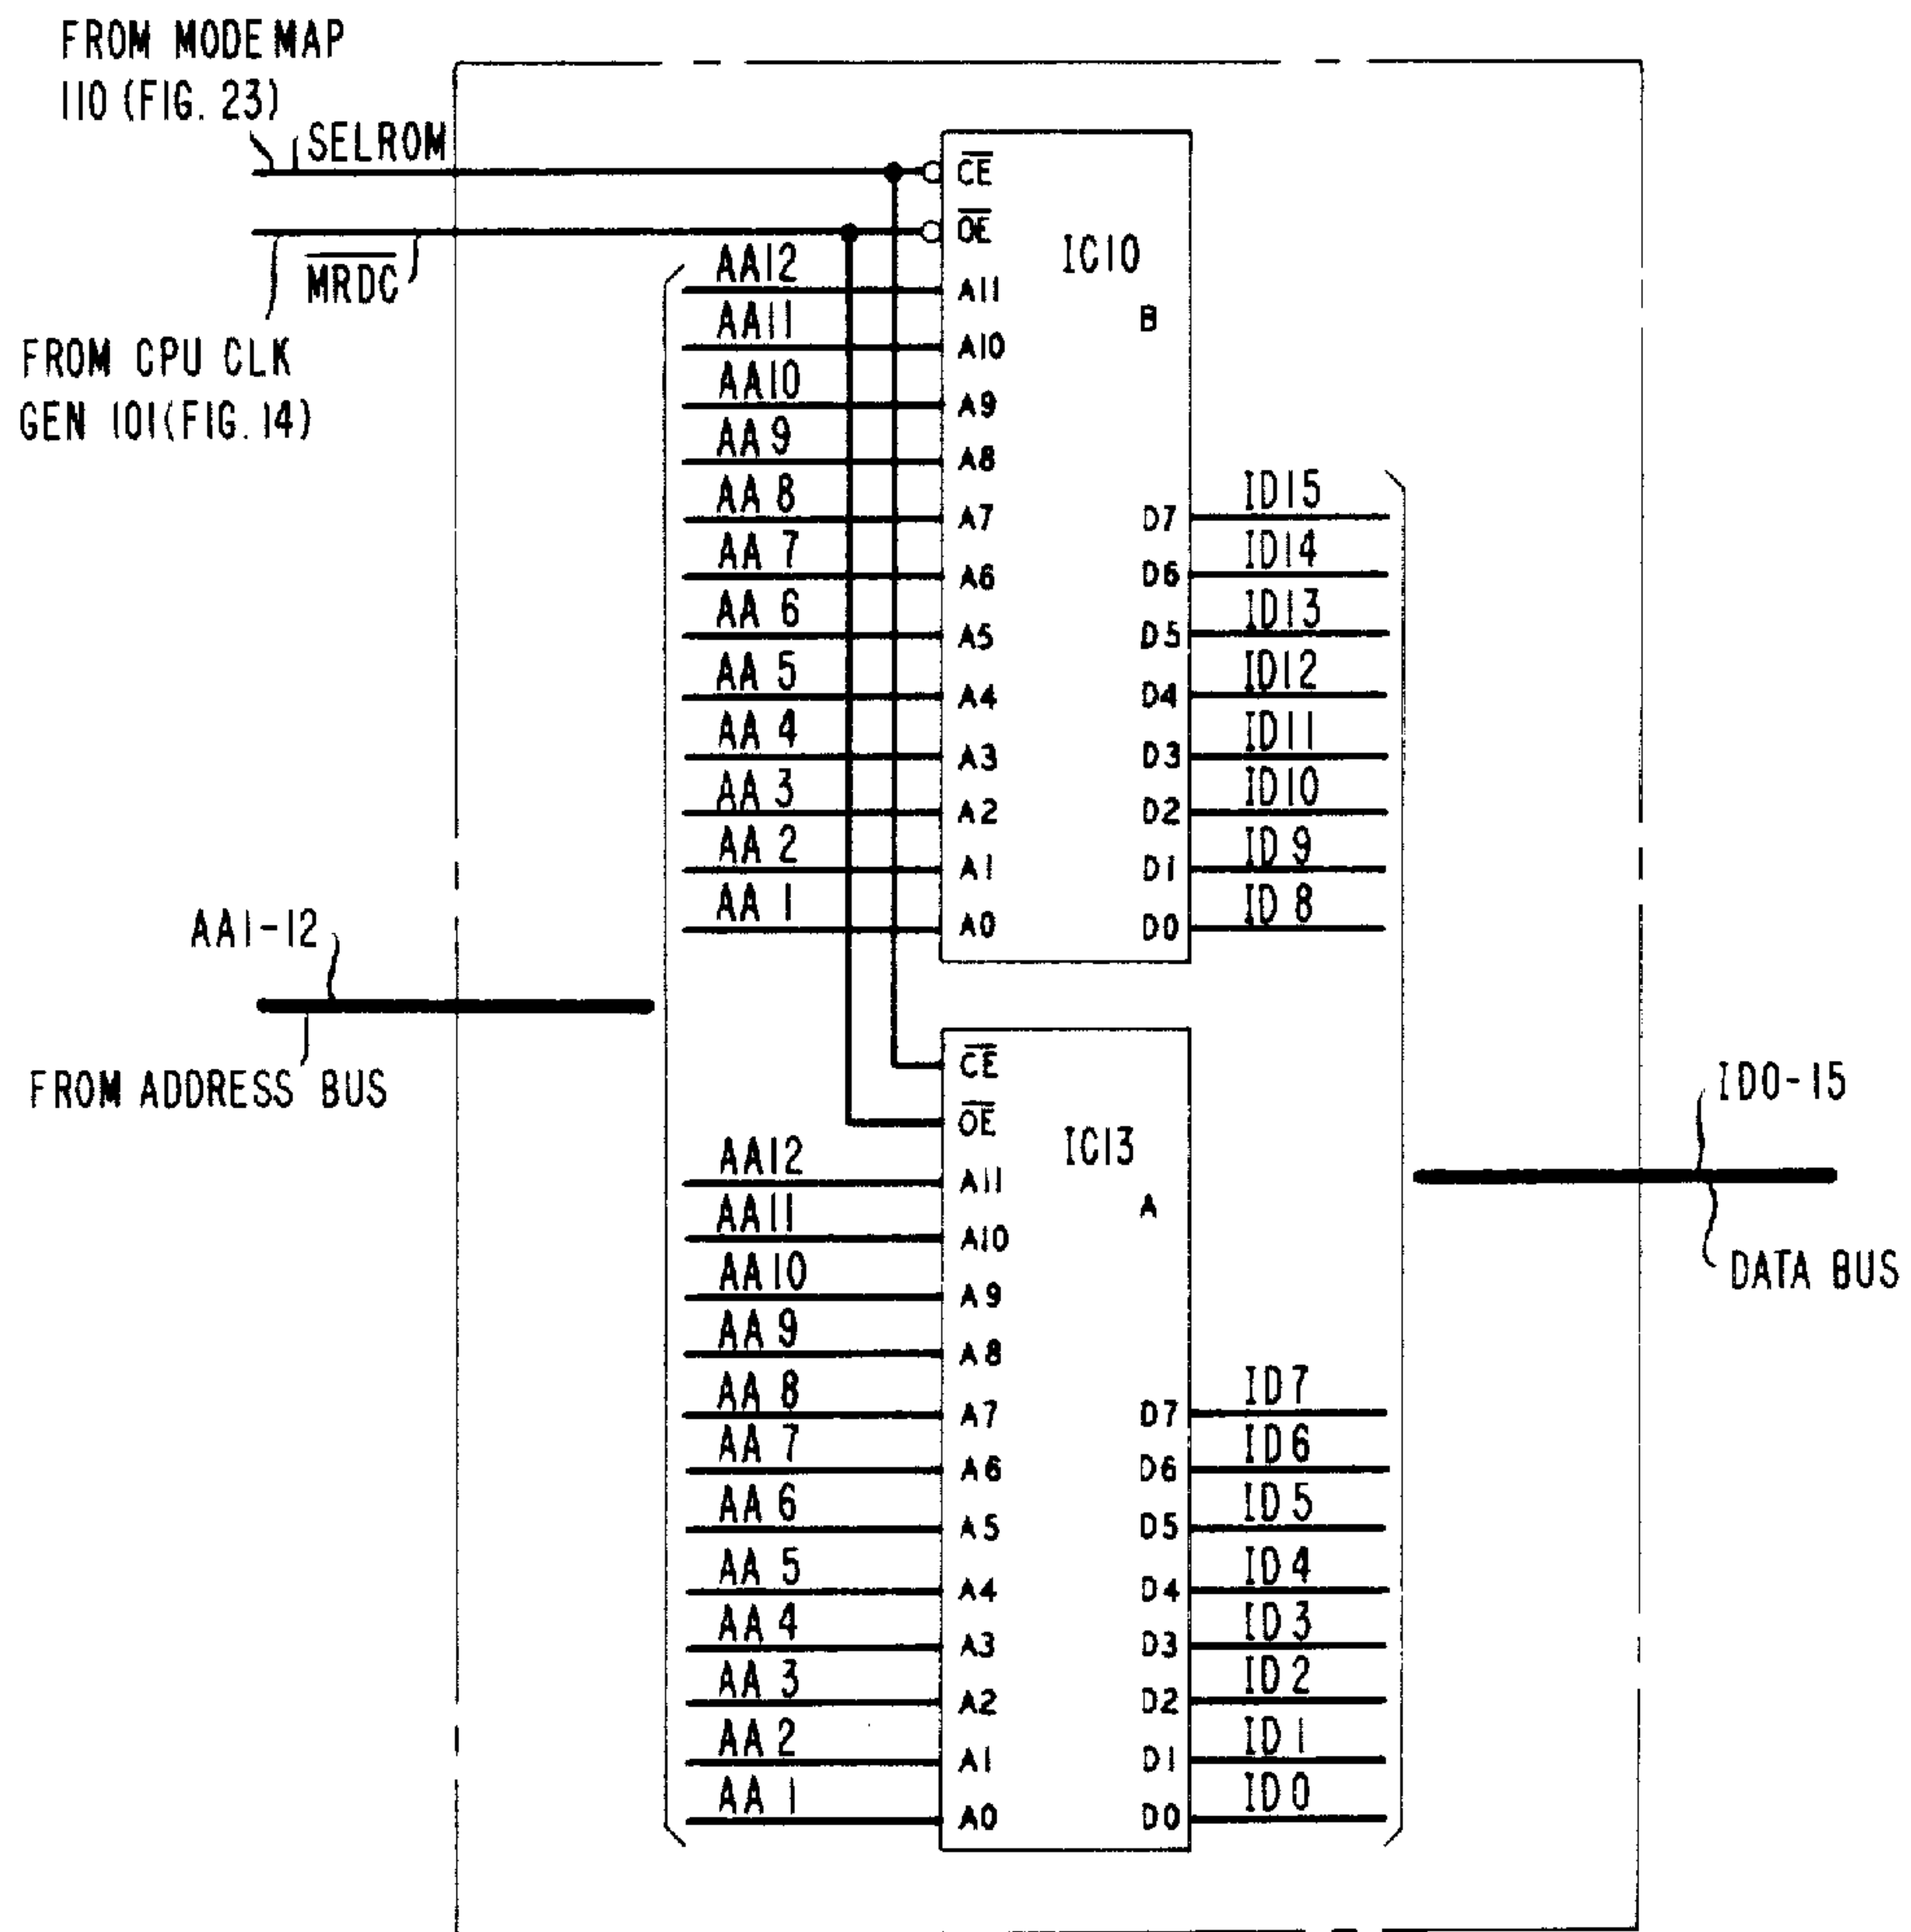 FROM MODE MAP
110 (FIG. 23)
SELROM
MRDC
FROM CPU CLK
GEN 101 (FIG. 14)
CE
OE
IC10
B
AA12 A11
AA11 A10
AA10 A9
AA9 A8
AA8 A7 D7 ID15
AA7 A6 D6 ID14
AA6 A5 D5 ID13
AA5 A4 D4 ID12
AA4 A3 D3 ID11
AA3 A2 D2 ID10
AA2 A1 D1 ID9
AA1 A0 D0 ID8
AA1-12
FROM ADDRESS BUS
CE
OE
IC13
A
AA12 A11
AA11 A10
AA10 A9
AA9 A8
AA8 A7 D7 ID7
AA7 A6 D6 ID6
AA6 A5 D5 ID5
AA5 A4 D4 ID4
AA4 A3 D3 ID3
AA3 A2 D2 ID2
AA2 A1 D1 ID1
AA1 A0 D0 ID0
ID0-15
DATA BUS